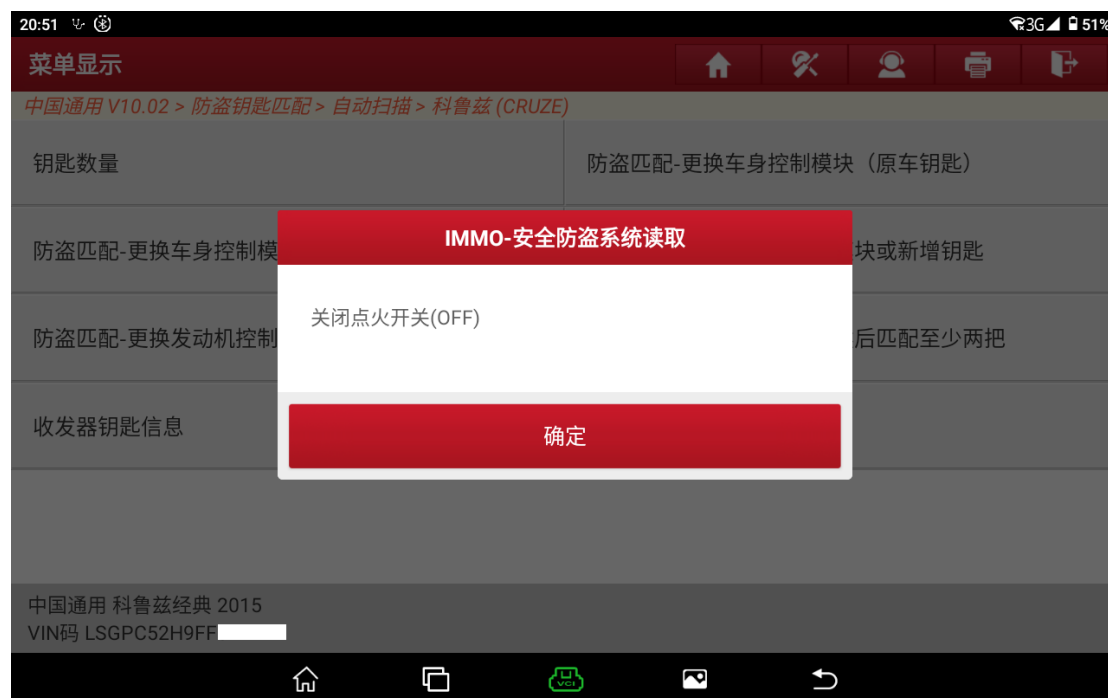 20:51
3G 51%
菜单显示
中国通用 V10.02 > 防盗钥匙匹配 > 自动扫描 > 科鲁兹 (CRUZE)
钥匙数量
防盗匹配-更换车身控制模块（原车钥匙）
防盗匹配-更换车身控制模
块或新增钥匙
防盗匹配-更换发动机控制
后匹配至少两把
收发器钥匙信息
IMMO-安全防盗系统读取
关闭点火开关(OFF)
确定
中国通用 科鲁兹经典 2015
VIN码 LSGPC52H9FF
VCI